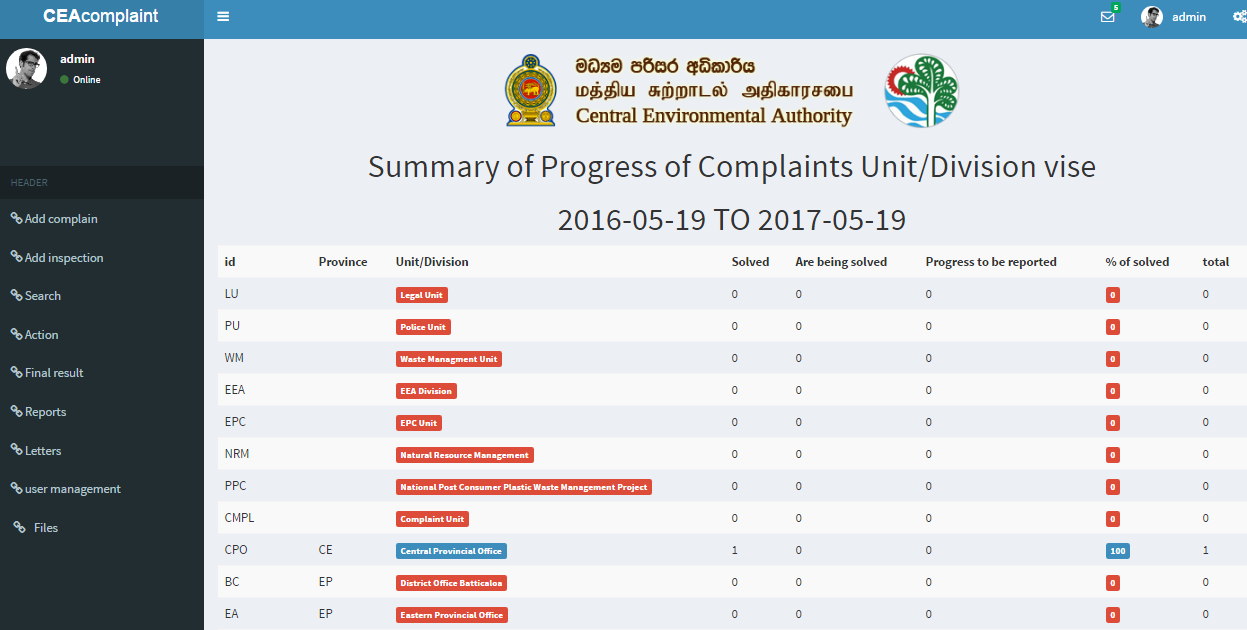 CEAcomplaint
5
admin
admin
Online
HEADER
Add complain
Add inspection
Search
Action
Final result
Reports
Letters
user management
Files
මධ්‍යම පරිසර අධිකාරිය
மத்திய சுற்றாடல் அதிகாரசபை
Central Environmental Authority
Summary of Progress of Complaints Unit/Division vise
2016-05-19 TO 2017-05-19
id Province Unit/Division Solved Are being solved Progress to be reported % of solved total
LU Legal Unit 0 0 0 0 0
PU Police Unit 0 0 0 0 0
WM Waste Managment Unit 0 0 0 0 0
EEA EEA Division 0 0 0 0 0
EPC EPC Unit 0 0 0 0 0
NRM Natural Resource Management 0 0 0 0 0
PPC National Post Consumer Plastic Waste Management Project 0 0 0 0 0
CMPL Complaint Unit 0 0 0 0 0
CPO CE Central Provincial Office 1 0 0 100 1
BC EP District Office Batticaloa 0 0 0 0 0
EA EP Eastern Provincial Office 0 0 0 0 0